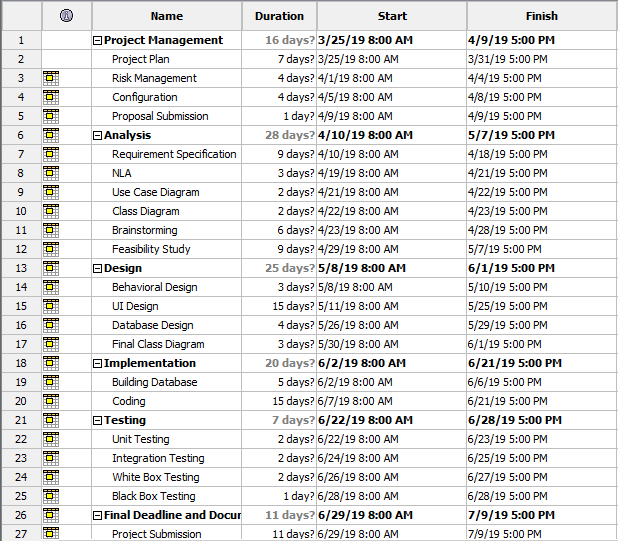 Name Duration Start Finish
1 Project Management 16 days? 3/25/19 8:00 AM 4/9/19 5:00 PM
2 Project Plan 7 days? 3/25/19 8:00 AM 3/31/19 5:00 PM
3 Risk Management 4 days? 4/1/19 8:00 AM 4/4/19 5:00 PM
4 Configuration 4 days? 4/5/19 8:00 AM 4/8/19 5:00 PM
5 Proposal Submission 1 day? 4/9/19 8:00 AM 4/9/19 5:00 PM
6 Analysis 28 days? 4/10/19 8:00 AM 5/7/19 5:00 PM
7 Requirement Specification 9 days? 4/10/19 8:00 AM 4/18/19 5:00 PM
8 NLA 3 days? 4/19/19 8:00 AM 4/21/19 5:00 PM
9 Use Case Diagram 2 days? 4/21/19 8:00 AM 4/22/19 5:00 PM
10 Class Diagram 2 days? 4/22/19 8:00 AM 4/23/19 5:00 PM
11 Brainstorming 6 days? 4/23/19 8:00 AM 4/28/19 5:00 PM
12 Feasibility Study 9 days? 4/29/19 8:00 AM 5/7/19 5:00 PM
13 Design 25 days? 5/8/19 8:00 AM 6/1/19 5:00 PM
14 Behavioral Design 3 days? 5/8/19 8:00 AM 5/10/19 5:00 PM
15 UI Design 15 days? 5/11/19 8:00 AM 5/25/19 5:00 PM
16 Database Design 4 days? 5/26/19 8:00 AM 5/29/19 5:00 PM
17 Final Class Diagram 3 days? 5/30/19 8:00 AM 6/1/19 5:00 PM
18 Implementation 20 days? 6/2/19 8:00 AM 6/21/19 5:00 PM
19 Building Database 5 days? 6/2/19 8:00 AM 6/6/19 5:00 PM
20 Coding 15 days? 6/7/19 8:00 AM 6/21/19 5:00 PM
21 Testing 7 days? 6/22/19 8:00 AM 6/28/19 5:00 PM
22 Unit Testing 2 days? 6/22/19 8:00 AM 6/23/19 5:00 PM
23 Integration Testing 2 days? 6/24/19 8:00 AM 6/25/19 5:00 PM
24 White Box Testing 2 days? 6/26/19 8:00 AM 6/27/19 5:00 PM
25 Black Box Testing 1 day? 6/28/19 8:00 AM 6/28/19 5:00 PM
26 Final Deadline and Docun 11 days? 6/29/19 8:00 AM 7/9/19 5:00 PM
27 Project Submission 11 days? 6/29/19 8:00 AM 7/9/19 5:00 PM